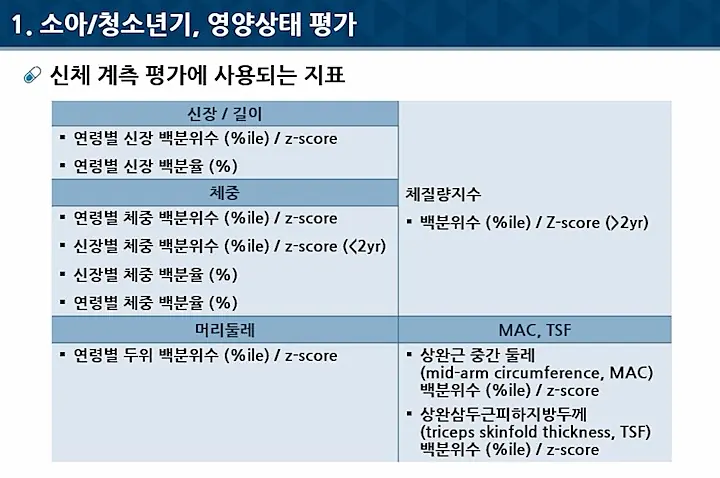 1. 소아/청소년기, 영양상태 평가
신체 계측 평가에 사용되는 지표
신장 / 길이
▪ 연령별 신장 백분위수 (%ile) / z-score
▪ 연령별 신장 백분율 (%)
체중
▪ 연령별 체중 백분위수 (%ile) / z-score
▪ 신장별 체중 백분위수 (%ile) / z-score (<2yr)
▪ 신장별 체중 백분율 (%)
▪ 연령별 체중 백분율 (%)
체질량지수
▪ 백분위수 (%ile) / Z-score (>2yr)
머리둘레
▪ 연령별 두위 백분위수 (%ile) / z-score
MAC, TSF
▪ 상완근 중간 둘레
(mid-arm circumference, MAC)
백분위수 (%ile) / z-score
▪ 상완삼두근피하지방두께
(triceps skinfold thickness, TSF)
백분위수 (%ile) / z-score